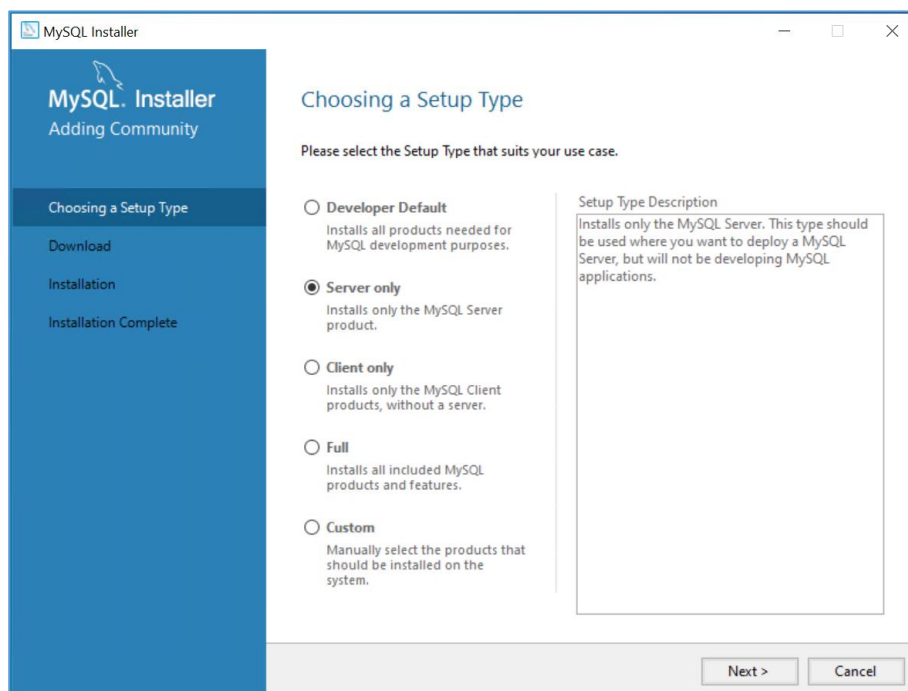 MySQL Installer
MySQL. Installer
Adding Community
Choosing a Setup Type
Download
Installation
Installation Complete
Choosing a Setup Type
Please select the Setup Type that suits your use case.
Developer Default
Installs all products needed for
MySQL development purposes.
Server only
Installs only the MySQL Server
product.
Client only
Installs only the MySQL Client
products, without a server.
Full
Installs all included MySQL
products and features.
Custom
Manually select the products that
should be installed on the
system.
Setup Type Description
Installs only the MySQL Server. This type should
be used where you want to deploy a MySQL
Server, but will not be developing MySQL
applications.
Next >
Cancel